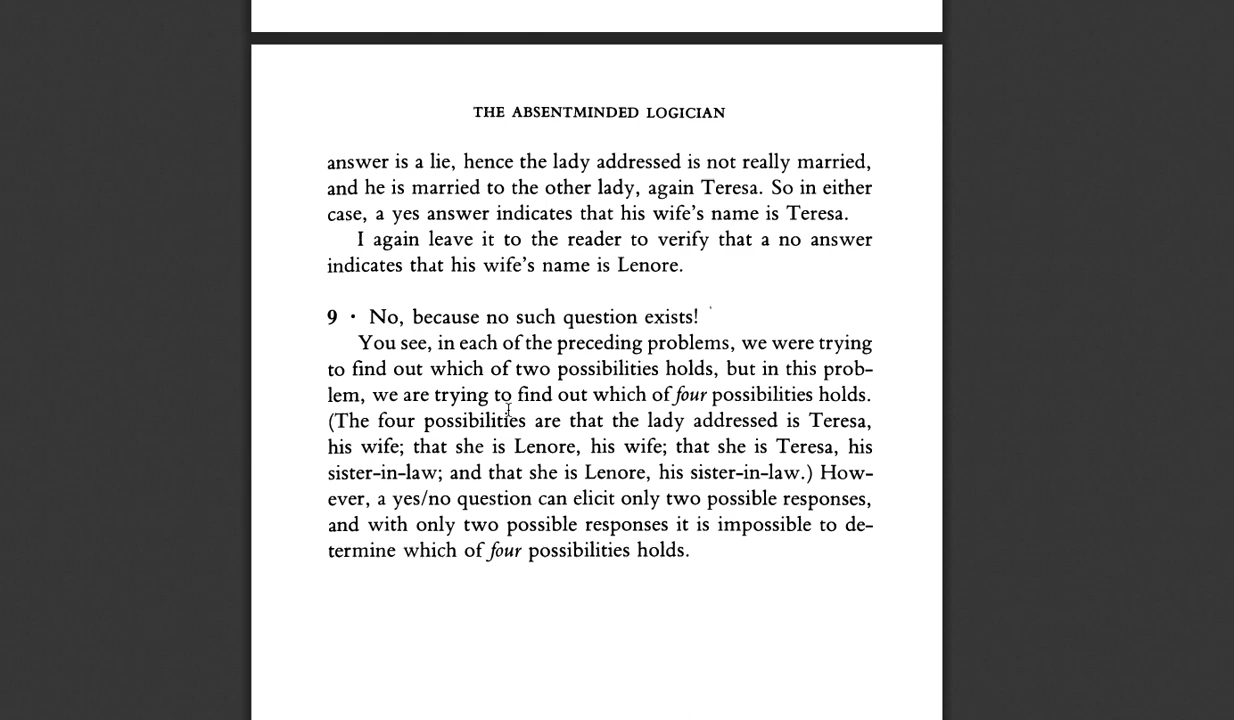 THE ABSENTMINDED LOGICIAN
answer is a lie, hence the lady addressed is not really married,
and he is married to the other lady, again Teresa. So in either
case, a yes answer indicates that his wife's name is Teresa.
I again leave it to the reader to verify that a no answer
indicates that his wife's name is Lenore.
9 · No, because no such question exists!
You see, in each of the preceding problems, we were trying
to find out which of two possibilities holds, but in this prob-
lem, we are trying to find out which of four possibilities holds.
(The four possibilities are that the lady addressed is Teresa,
his wife; that she is Lenore, his wife; that she is Teresa, his
sister-in-law; and that she is Lenore, his sister-in-law.) How-
ever, a yes/no question can elicit only two possible responses,
and with only two possible responses it is impossible to de-
termine which of four possibilities holds.